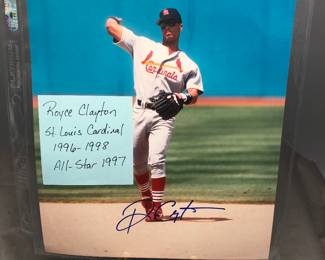 Royce Clayton
St. Louis Cardinal
1996-1998
All-Star 1997
Cardinals